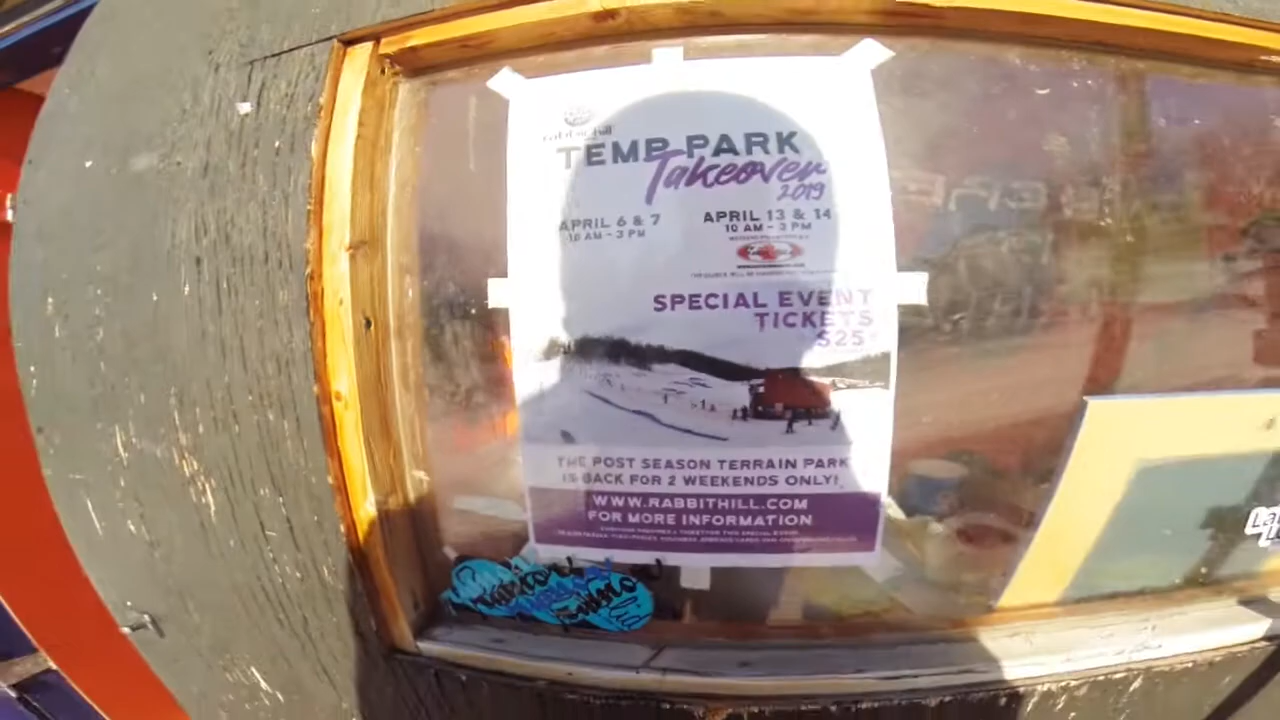 TEMP PARK
Takeover
2019
APRIL 6 & 7
10 AM - 3 PM
APRIL 13 & 14
10 AM - 3 PM
SPECIAL EVENT
TICKETS
$25
THE POST SEASON TERRAIN PARK
IS BACK FOR 2 WEEKENDS ONLY!
WWW.RABBITHILL.COM
FOR MORE INFORMATION